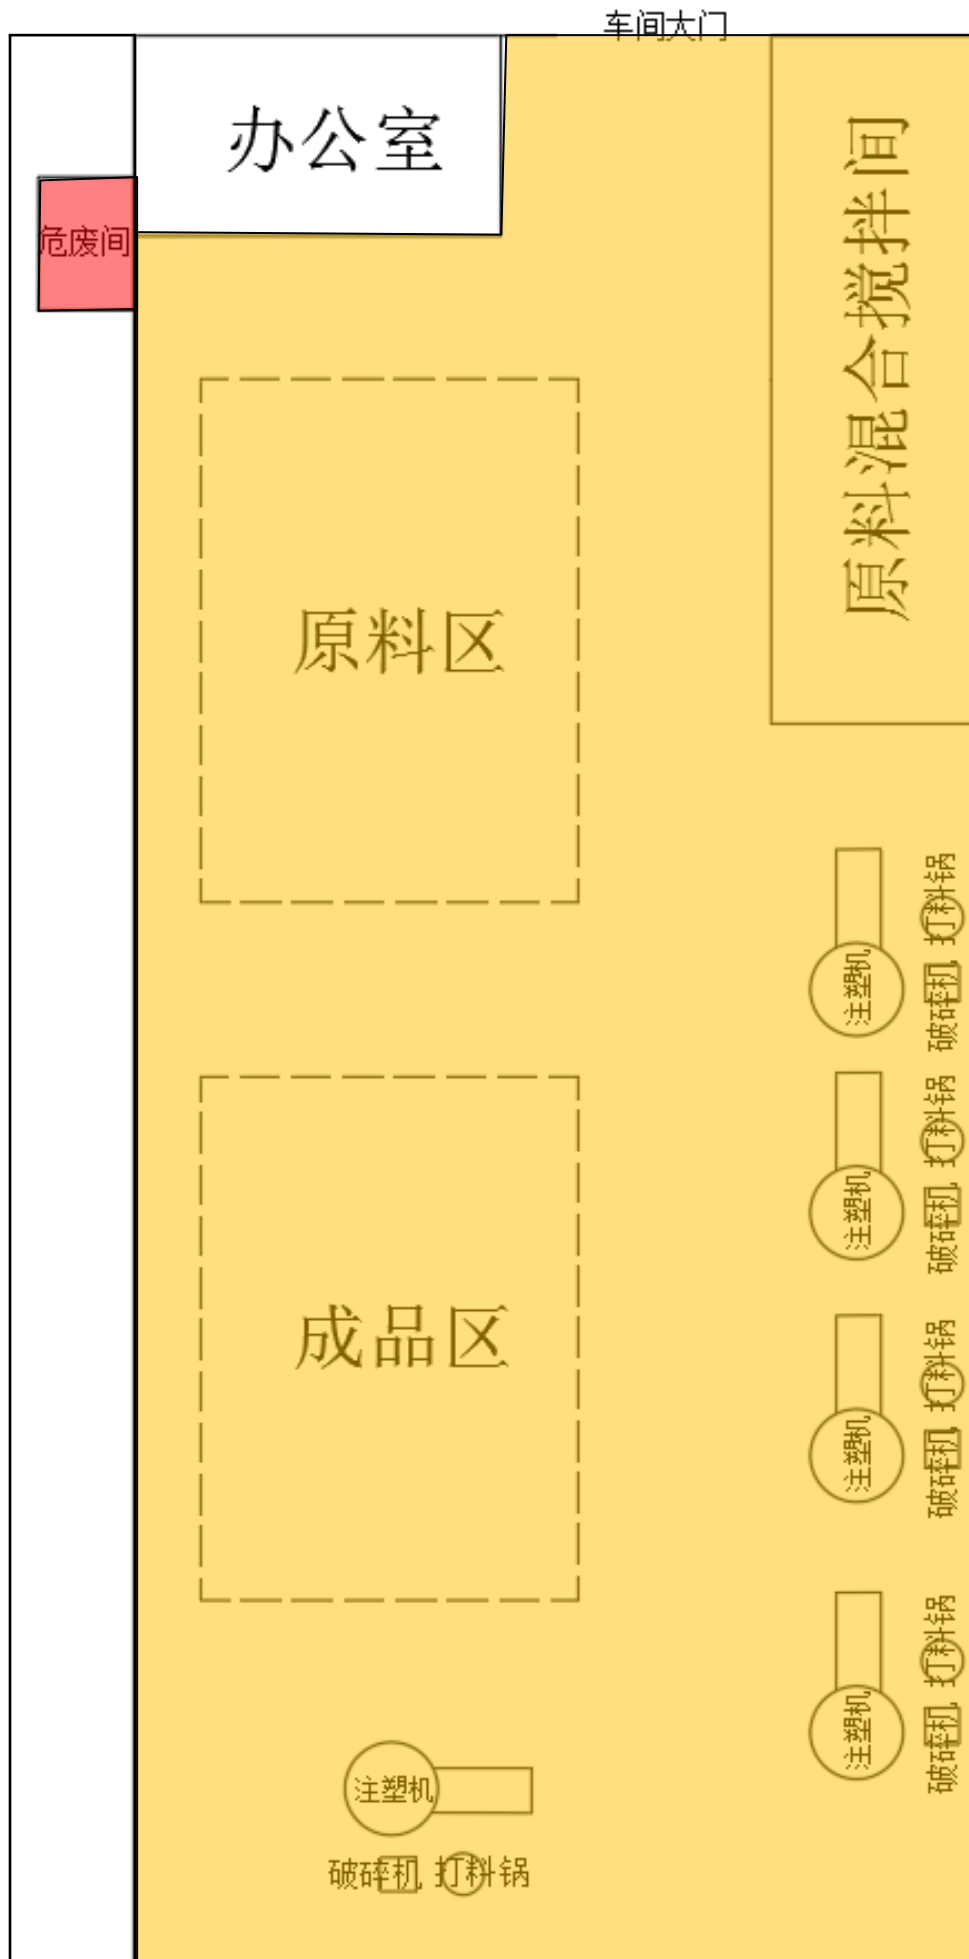 车间大门
办公室
危废间
原料混合搅拌间
原料区
打料锅
注塑机
破碎机
打料锅
注塑机
破碎机
成品区
打料锅
注塑机
破碎机
打料锅
注塑机
破碎机
注塑机
破碎机 打料锅